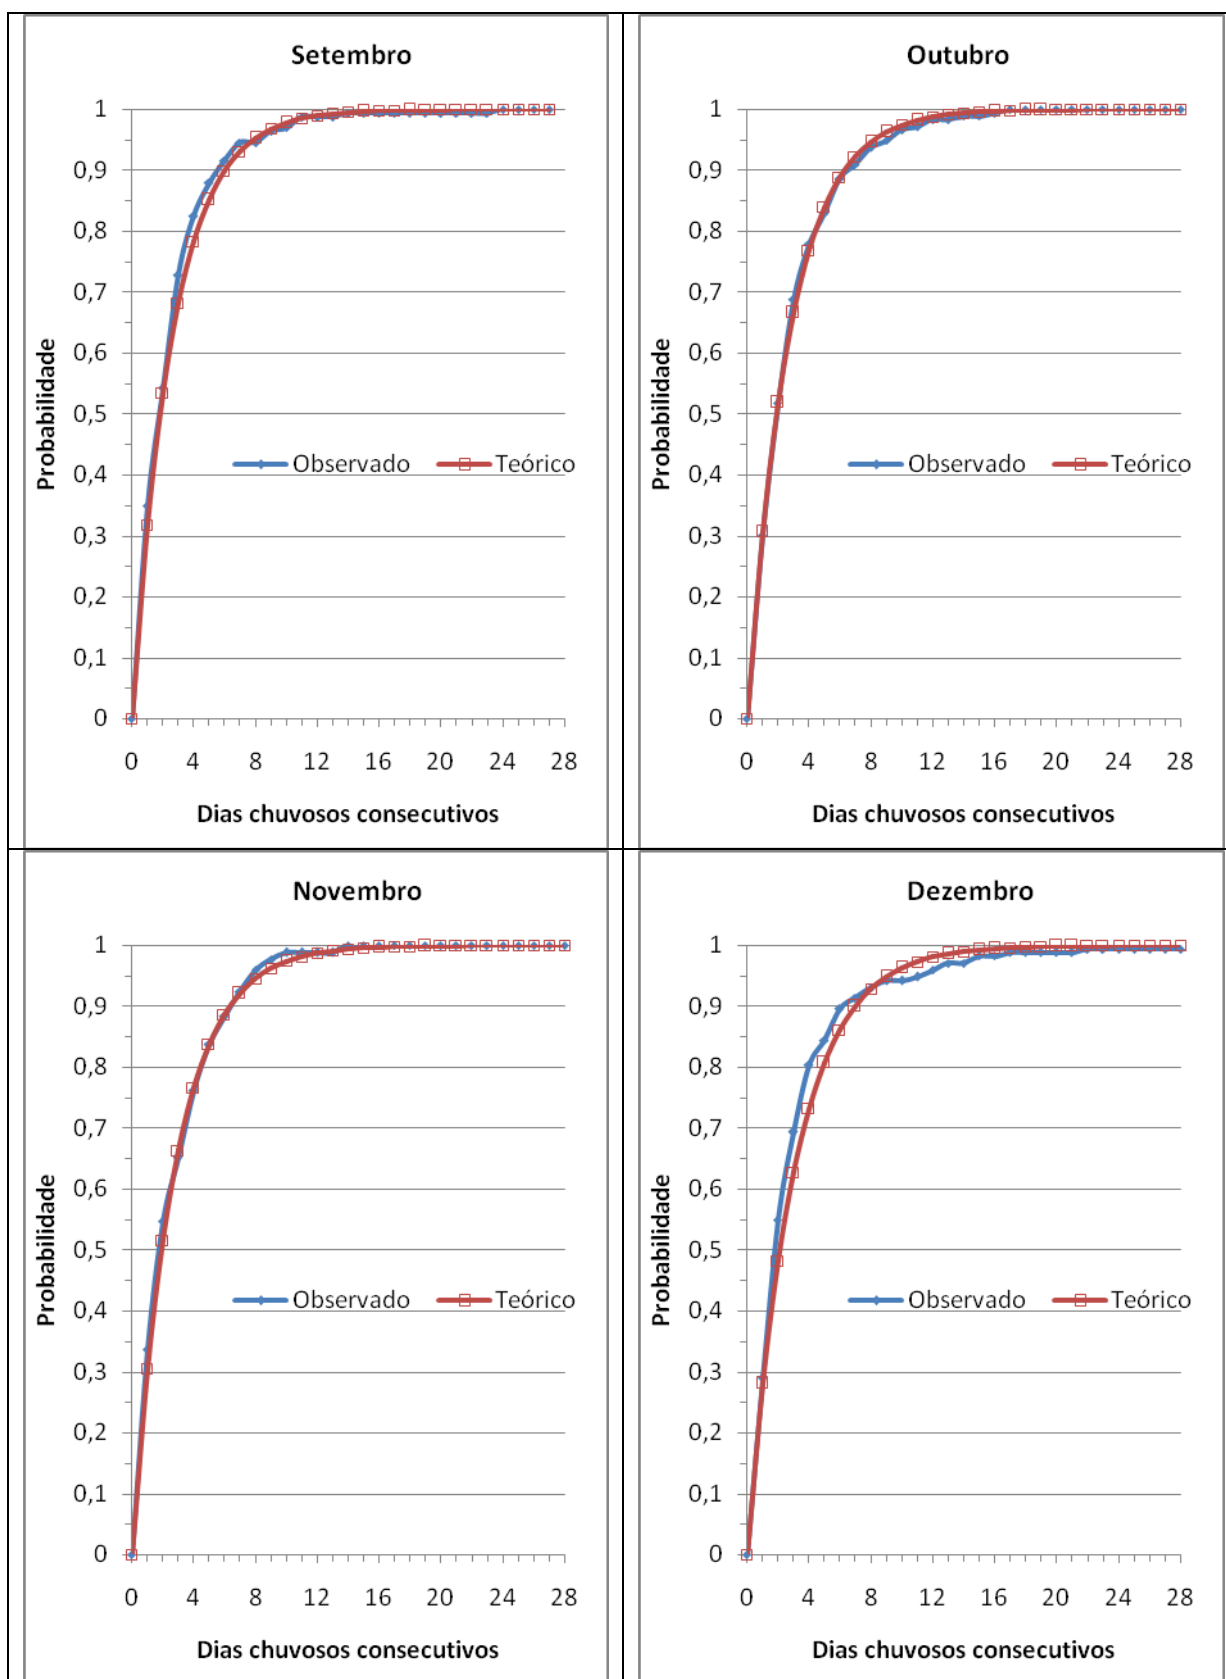 Setembro
1
0,9
0,8
0,7
0,6
0,5
0,4
0,3
0,2
0,1
0
Probabilidade
Observado Teórico
0 4 8 12 16 20 24 28
Dias chuvosos consecutivos
Outubro
1
0,9
0,8
0,7
0,6
0,5
0,4
0,3
0,2
0,1
0
Probabilidade
Observado Teórico
0 4 8 12 16 20 24 28
Dias chuvosos consecutivos
Novembro
1
0,9
0,8
0,7
0,6
0,5
0,4
0,3
0,2
0,1
0
Probabilidade
Observado Teórico
0 4 8 12 16 20 24 28
Dias chuvosos consecutivos
Dezembro
1
0,9
0,8
0,7
0,6
0,5
0,4
0,3
0,2
0,1
0
Probabilidade
Observado Teórico
0 4 8 12 16 20 24 28
Dias chuvosos consecutivos